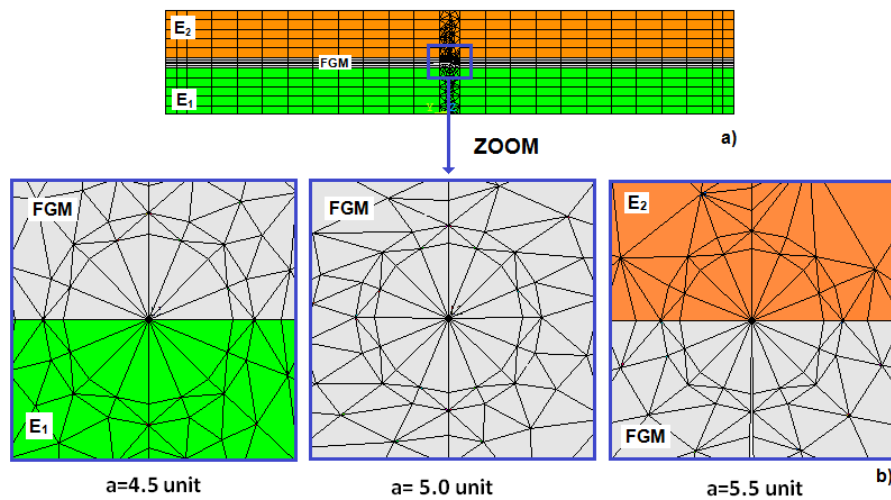 E₂
FGM
E₁
a)
ZOOM
FGM
FGM
E₂
E₁
FGM
a=4.5 unit
a= 5.0 unit
a=5.5 unit
b)